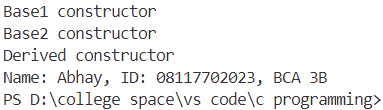 Base1 constructor
Base2 constructor
Derived constructor
Name: Abhay, ID: 08117702023, BCA 3B
PS D:\college space\vs code\c programming>